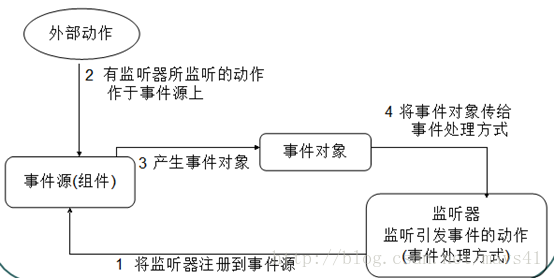 外部动作
2 有监听器所监听的动作
作于事件源上
4 将事件对象传给
事件处理方式
3 产生事件对象
事件对象
事件源(组件)
监听器
监听引发事件的动作
(事件处理方式)
1 将监听器注册到事件源